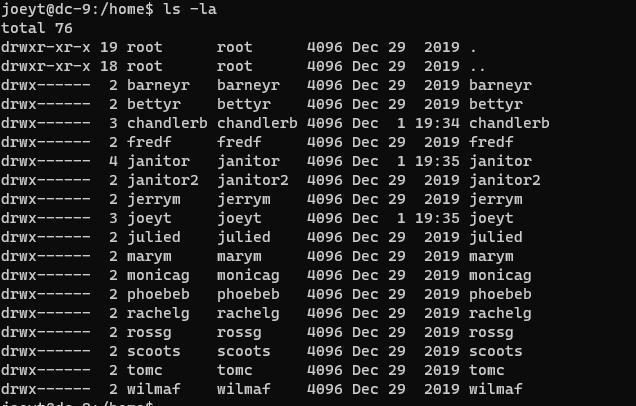 joeyt@dc-9:/home$ ls -la
total 76
drwxr-xr-x 19 root      root      4096 Dec 29  2019 .
drwxr-xr-x 18 root      root      4096 Dec 29  2019 ..
drwx------  2 barneyr   barneyr   4096 Dec 29  2019 barneyr
drwx------  2 bettyr    bettyr    4096 Dec 29  2019 bettyr
drwx------  3 chandlerb chandlerb 4096 Dec  1 19:34 chandlerb
drwx------  2 fredf     fredf     4096 Dec 29  2019 fredf
drwx------  4 janitor   janitor   4096 Dec  1 19:35 janitor
drwx------  2 janitor2  janitor2  4096 Dec 29  2019 janitor2
drwx------  2 jerrym    jerrym    4096 Dec 29  2019 jerrym
drwx------  3 joeyt     joeyt     4096 Dec  1 19:35 joeyt
drwx------  2 julied    julied    4096 Dec 29  2019 julied
drwx------  2 marym     marym     4096 Dec 29  2019 marym
drwx------  2 monicag   monicag   4096 Dec 29  2019 monicag
drwx------  2 phoebeb   phoebeb   4096 Dec 29  2019 phoebeb
drwx------  2 rachelg   rachelg   4096 Dec 29  2019 rachelg
drwx------  2 rossg     rossg     4096 Dec 29  2019 rossg
drwx------  2 scoots    scoots    4096 Dec 29  2019 scoots
drwx------  2 tomc      tomc      4096 Dec 29  2019 tomc
drwx------  2 wilmaf    wilmaf    4096 Dec 29  2019 wilmaf
joeyt@dc-9:/home$